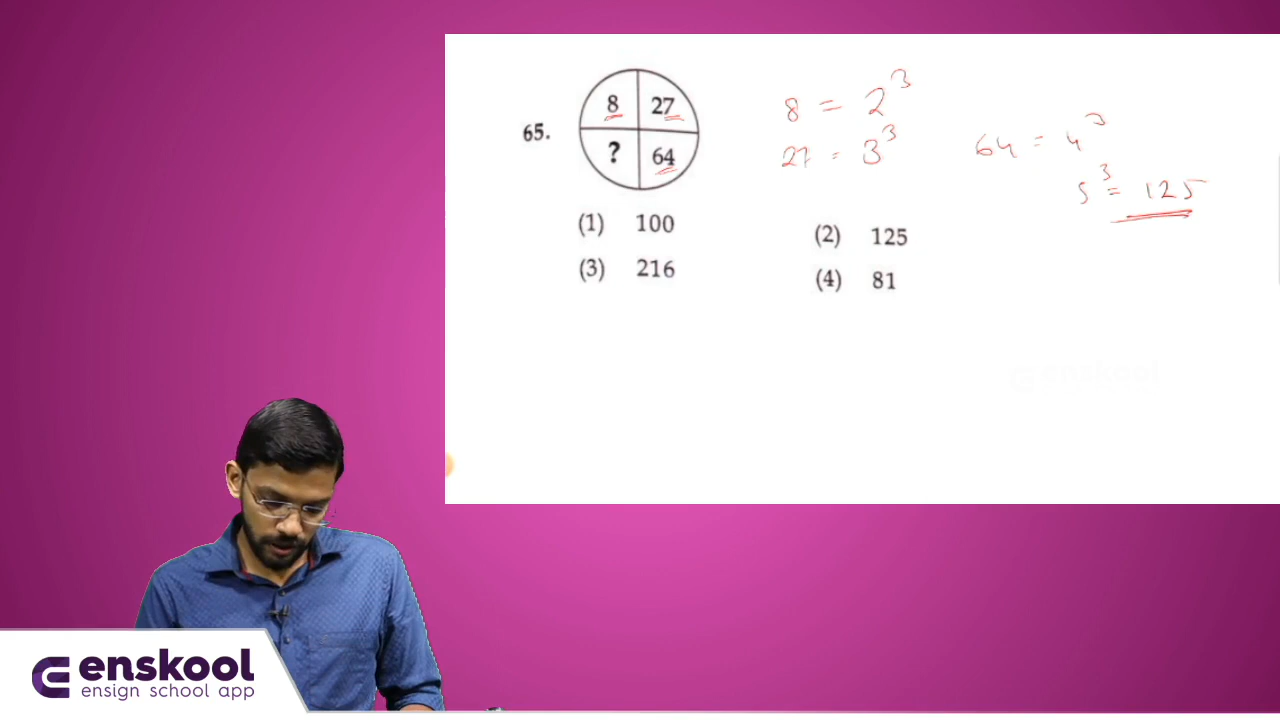 65.
8 27
? 64
(1) 100 (2) 125
(3) 216 (4) 81
8 = 2³
27 = 3³
64 = 4³
5³ = 125
enskool
enskool
ensign school app